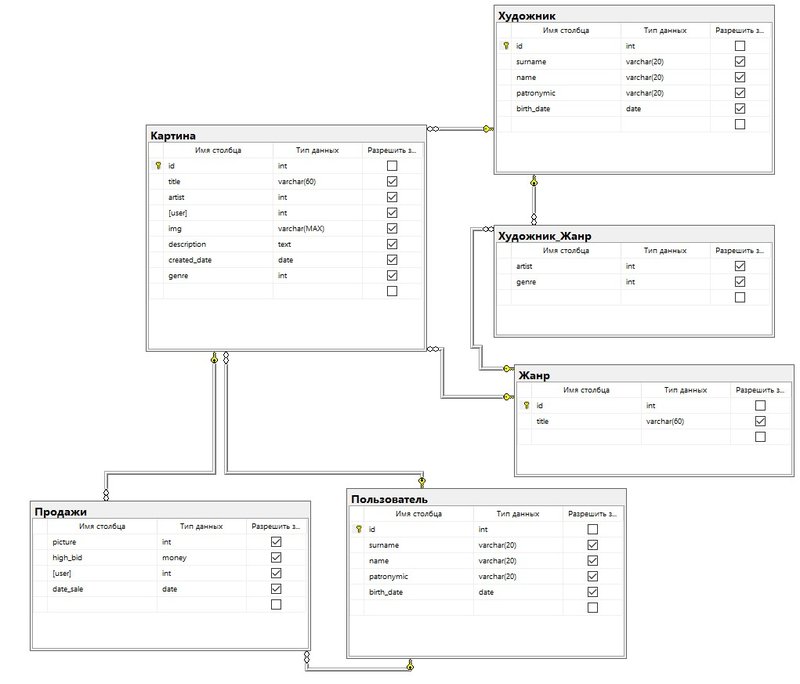 Художник
Имя столбца Тип данных Разрешить з...
id int
surname varchar(20)
name varchar(20)
patronymic varchar(20)
birth_date date
Картина
Имя столбца Тип данных Разрешить з...
id int
title varchar(60)
artist int
[user] int
img varchar(MAX)
description text
created_date date
genre int
Художник_Жанр
Имя столбца Тип данных Разрешить з...
artist int
genre int
Жанр
Имя столбца Тип данных Разрешить з...
id int
title varchar(60)
Продажи
Имя столбца Тип данных Разрешить з...
picture int
high_bid money
[user] int
date_sale date
Пользователь
Имя столбца Тип данных Разрешить з...
id int
surname varchar(20)
name varchar(20)
patronymic varchar(20)
birth_date date